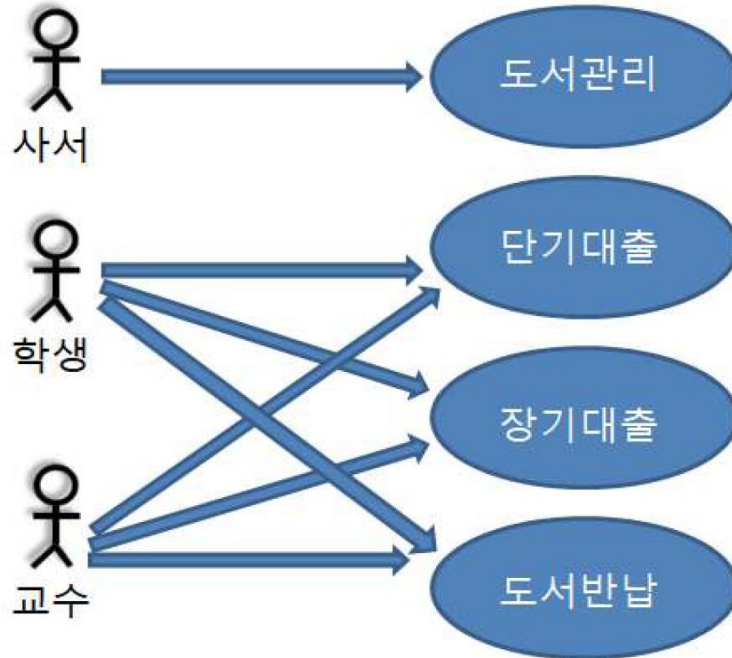 사서
도서관리
학생
단기대출
장기대출
교수
도서반납